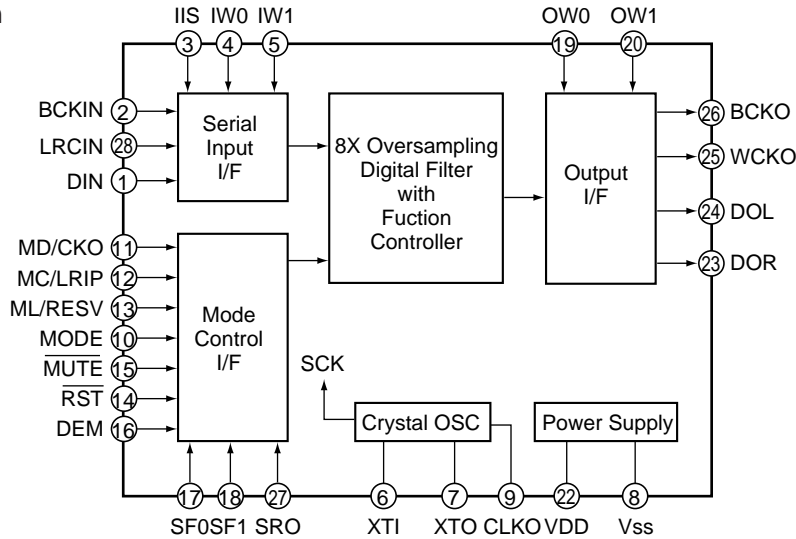 n
IIS IW0 IW1 OW0 OW1
3 4 5 19 20
BCKIN 2
LRCIN 28
DIN 1
Serial
Input
I/F
8X Oversampling
Digital Filter
with
Fuction
Controller
Output
I/F
26 BCKO
25 WCKO
24 DOL
23 DOR
MD/CKO 11
MC/LRIP 12
ML/RESV 13
MODE 10
MUTE 15
RST 14
DEM 16
Mode
Control
I/F
SCK
Crystal OSC
Power Supply
17 18 27 6 7 9 22 8
SF0 SF1 SRO XTI XTO CLKO VDD Vss